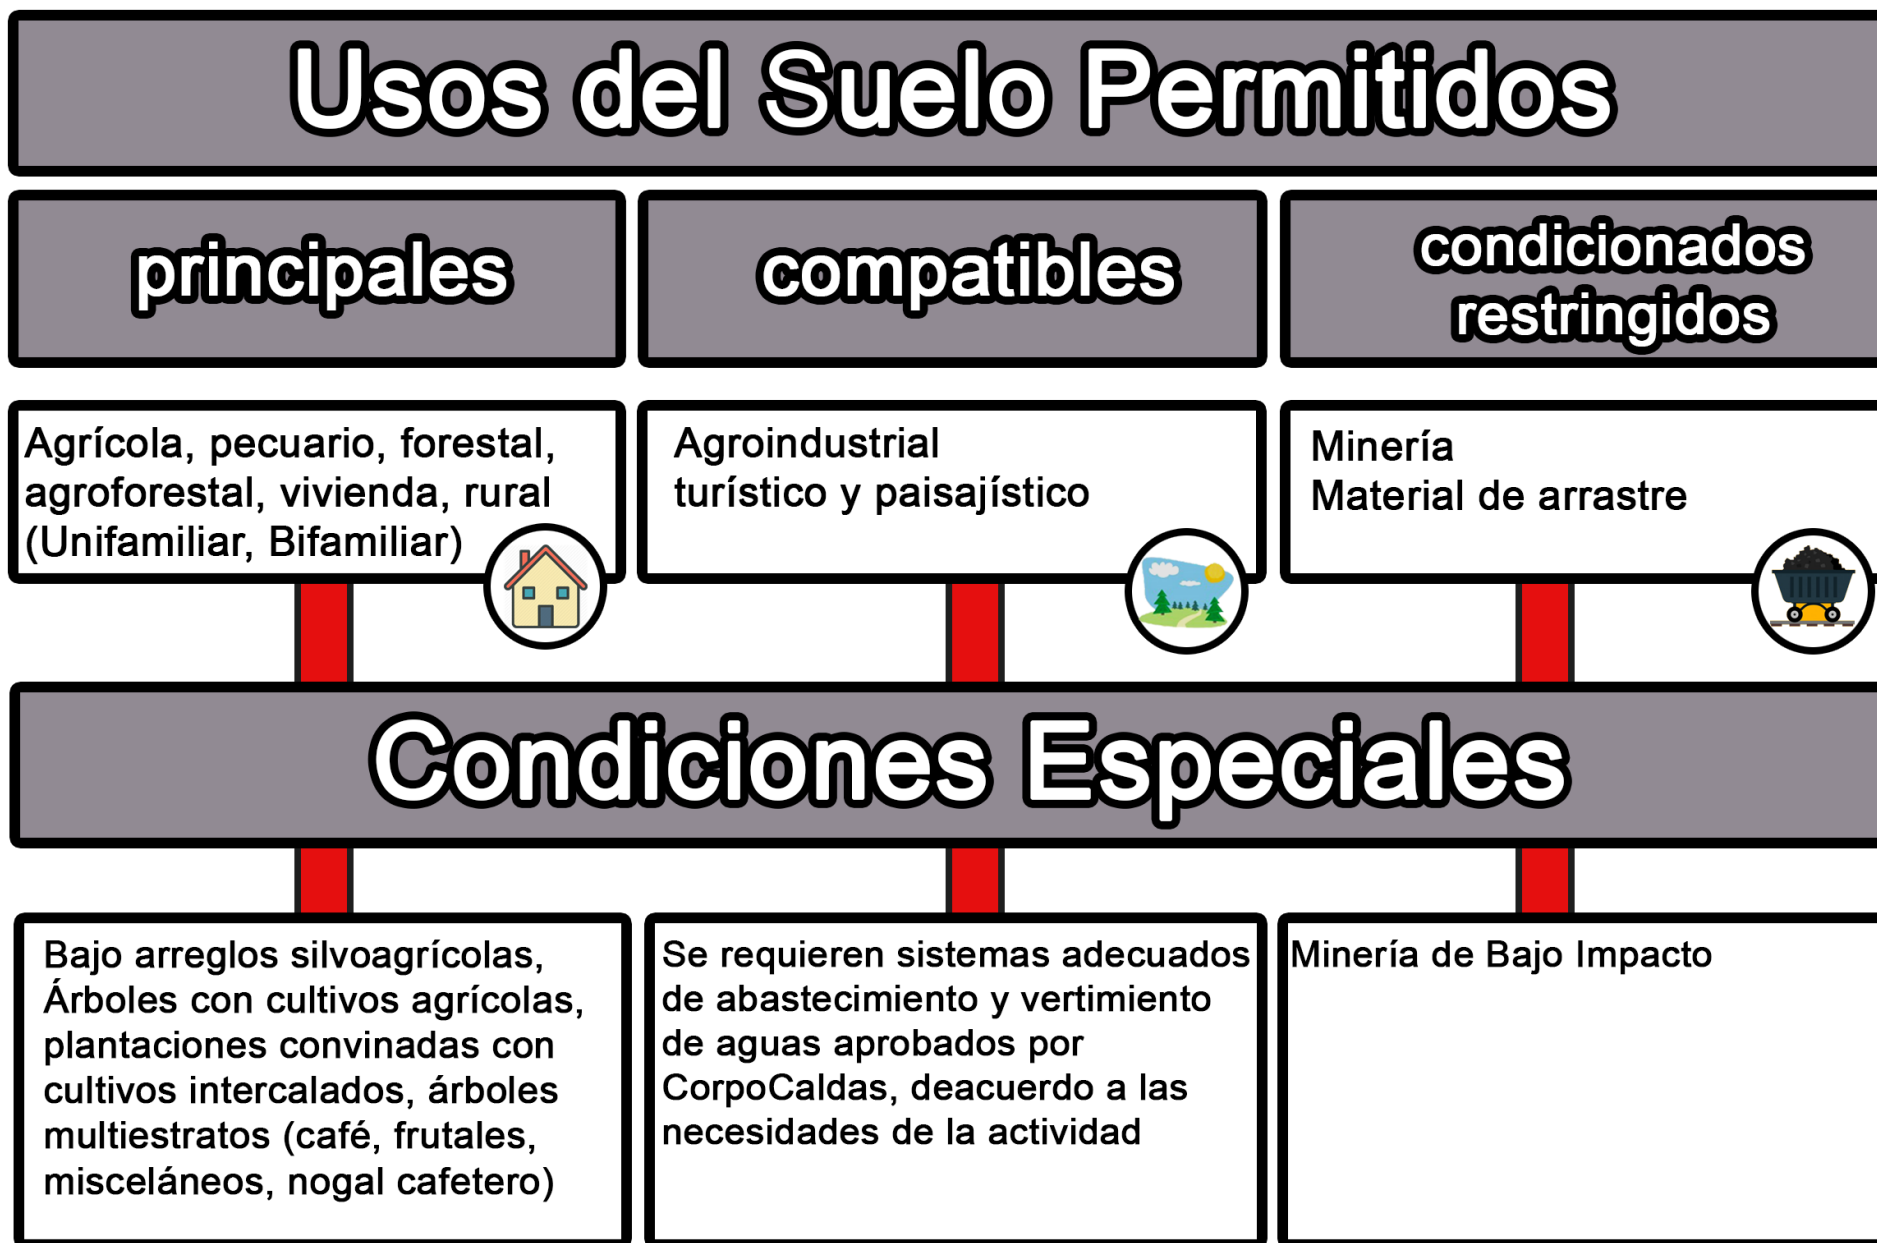 Usos del Suelo Permitidos
principales
compatibles
condicionados
restringidos
Agrícola, pecuario, forestal,
agroforestal, vivienda, rural
(Unifamiliar, Bifamiliar)
Agroindustrial
turístico y paisajístico
Minería
Material de arrastre
Condiciones Especiales
Bajo arreglos silvoagrícolas,
Árboles con cultivos agrícolas,
plantaciones convinadas con
cultivos intercalados, árboles
multiestratos (café, frutales,
misceláneos, nogal cafetero)
Se requieren sistemas adecuados
de abastecimiento y vertimiento
de aguas aprobados por
CorpoCaldas, deacuerdo a las
necesidades de la actividad
Minería de Bajo Impacto